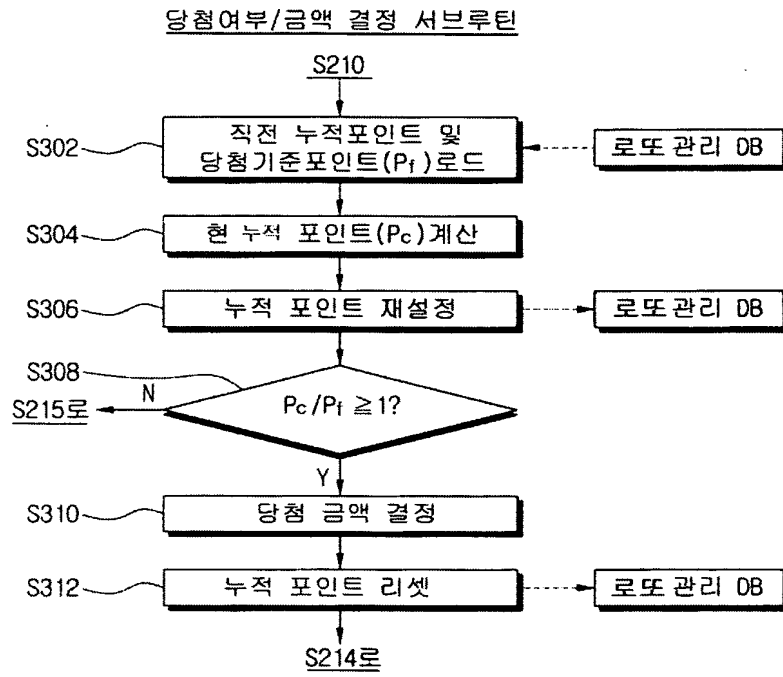 당첨여부/금액 결정 서브루틴
S210
S302
직전 누적포인트 및
당첨기준포인트(Pf)로드
로또 관리 DB
S304
현 누적 포인트(Pc)계산
S306
누적 포인트 재설정
로또관리 DB
S308
N
S215로
Pc/Pf ≧1?
Y
S310
당첨 금액 결정
S312
누적 포인트 리셋
로또관리 DB
S214로